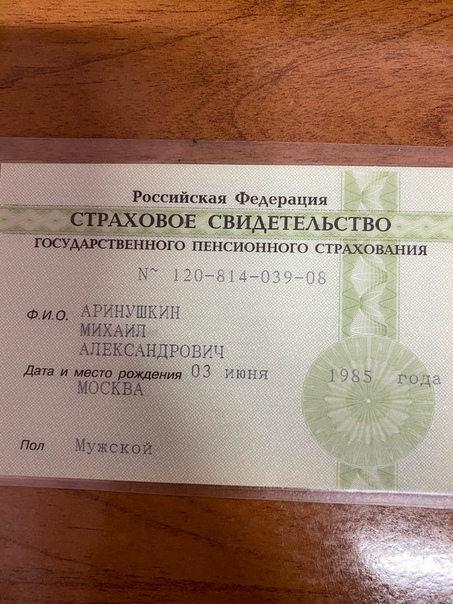 Российская Федерация
СТРАХОВОЕ СВИДЕТЕЛЬСТВО
ГОСУДАРСТВЕННОГО ПЕНСИОННОГО СТРАХОВАНИЯ
N~ 120-814-039-08
Ф.И.О. АРИНУШКИН
МИХАИЛ
АЛЕКСАНДРОВИЧ
Дата и место рождения 03 июня 1985 года
МОСКВА
Пол Мужской